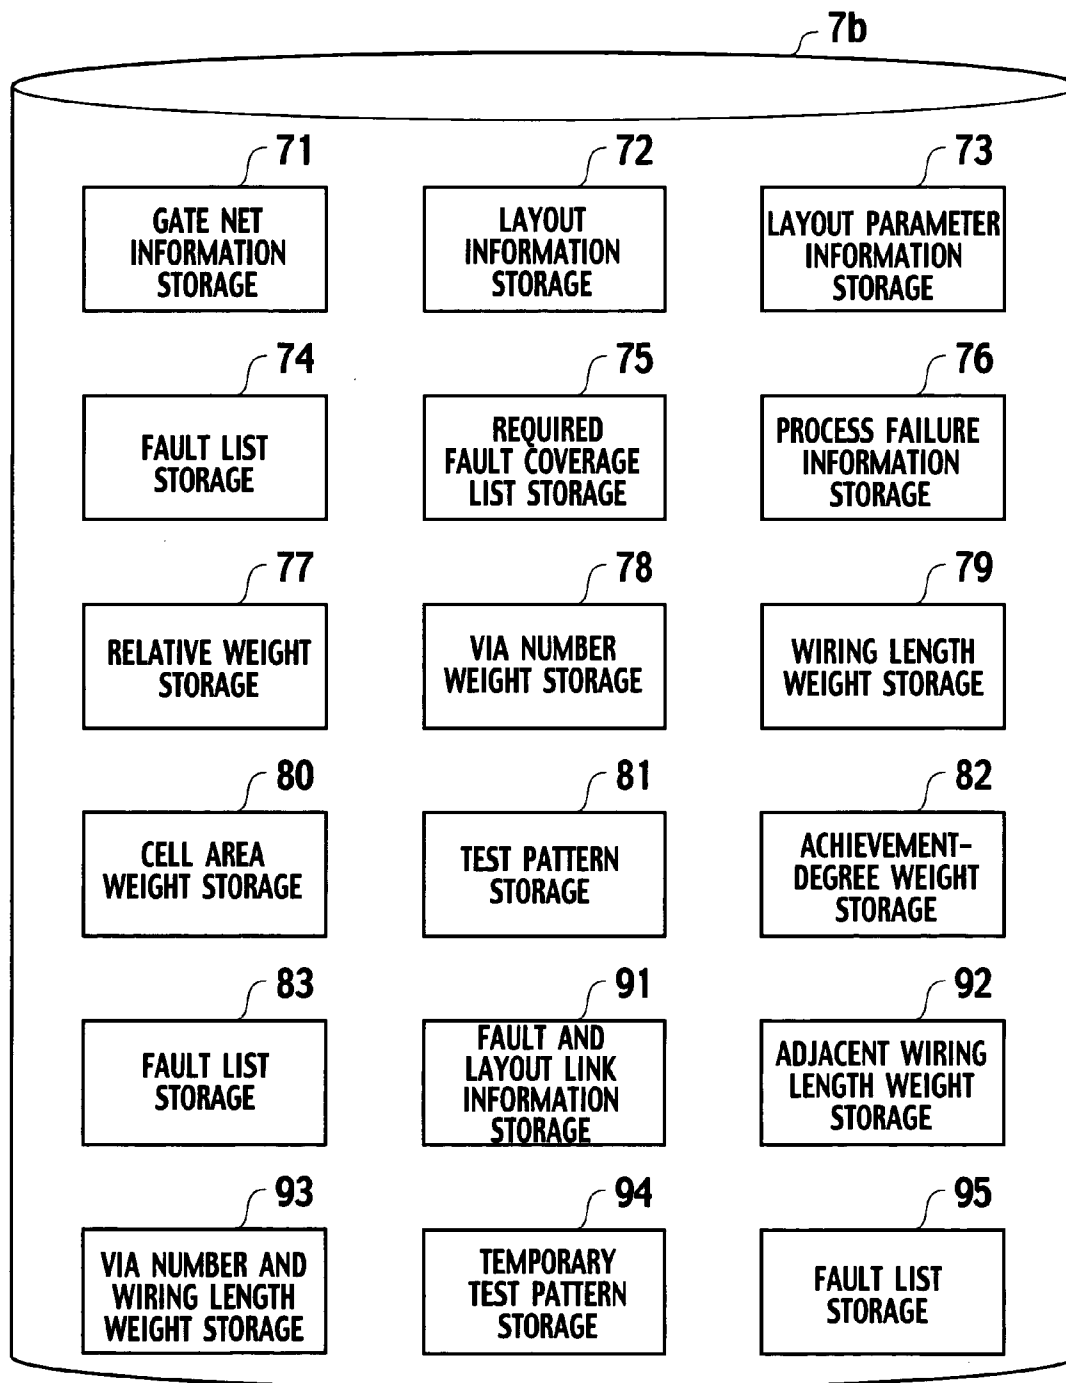 7b
71
GATE NET
INFORMATION
STORAGE
72
LAYOUT
INFORMATION
STORAGE
73
LAYOUT PARAMETER
INFORMATION
STORAGE
74
FAULT LIST
STORAGE
75
REQUIRED
FAULT COVERAGE
LIST STORAGE
76
PROCESS FAILURE
INFORMATION
STORAGE
77
RELATIVE WEIGHT
STORAGE
78
VIA NUMBER
WEIGHT STORAGE
79
WIRING LENGTH
WEIGHT STORAGE
80
CELL AREA
WEIGHT STORAGE
81
TEST PATTERN
STORAGE
82
ACHIEVEMENT-
DEGREE WEIGHT
STORAGE
83
FAULT LIST
STORAGE
91
FAULT AND
LAYOUT LINK
INFORMATION
STORAGE
92
ADJACENT WIRING
LENGTH WEIGHT
STORAGE
93
VIA NUMBER AND
WIRING LENGTH
WEIGHT STORAGE
94
TEMPORARY
TEST PATTERN
STORAGE
95
FAULT LIST
STORAGE